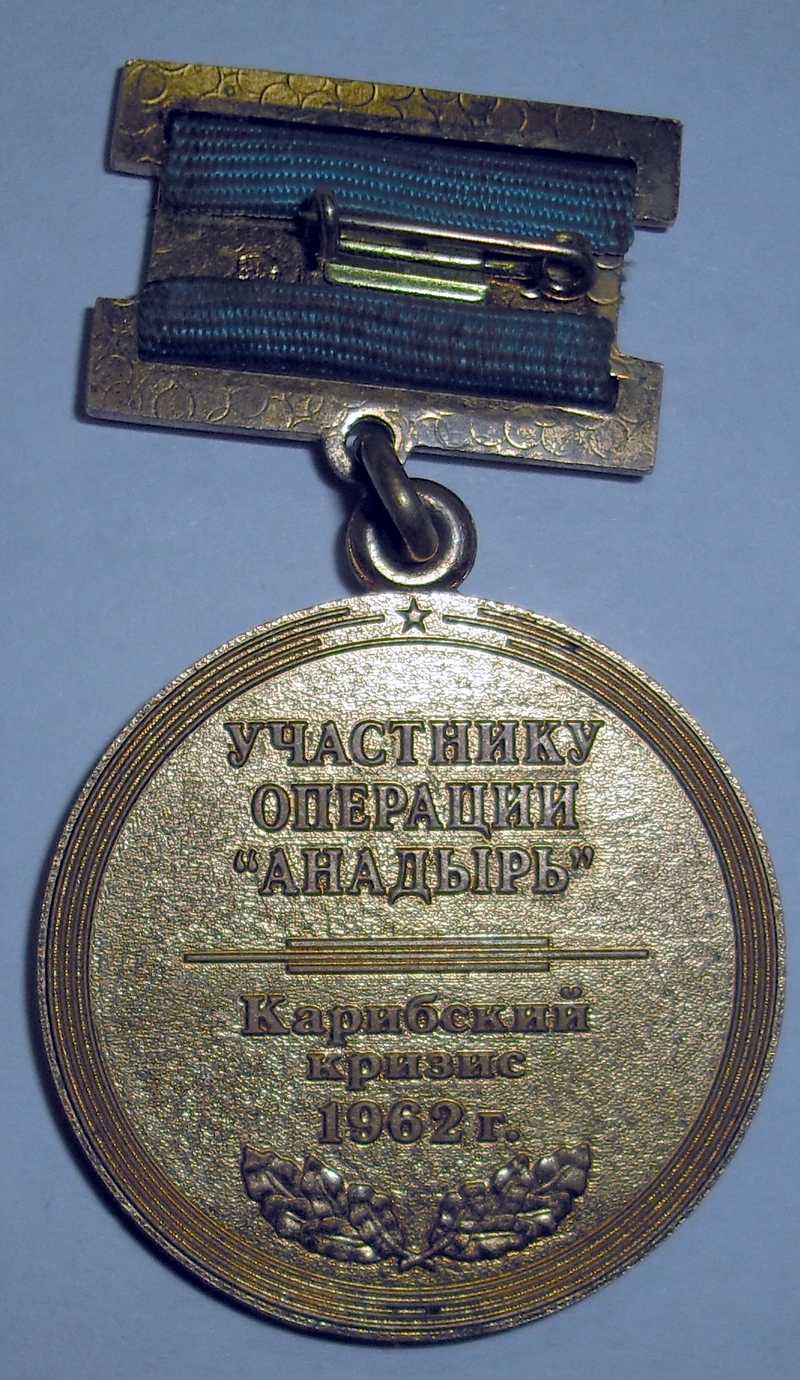 УЧАСТНИКУ
ОПЕРАЦИИ
"АНАДЫРЬ"
Карибский
кризис
1962 г.